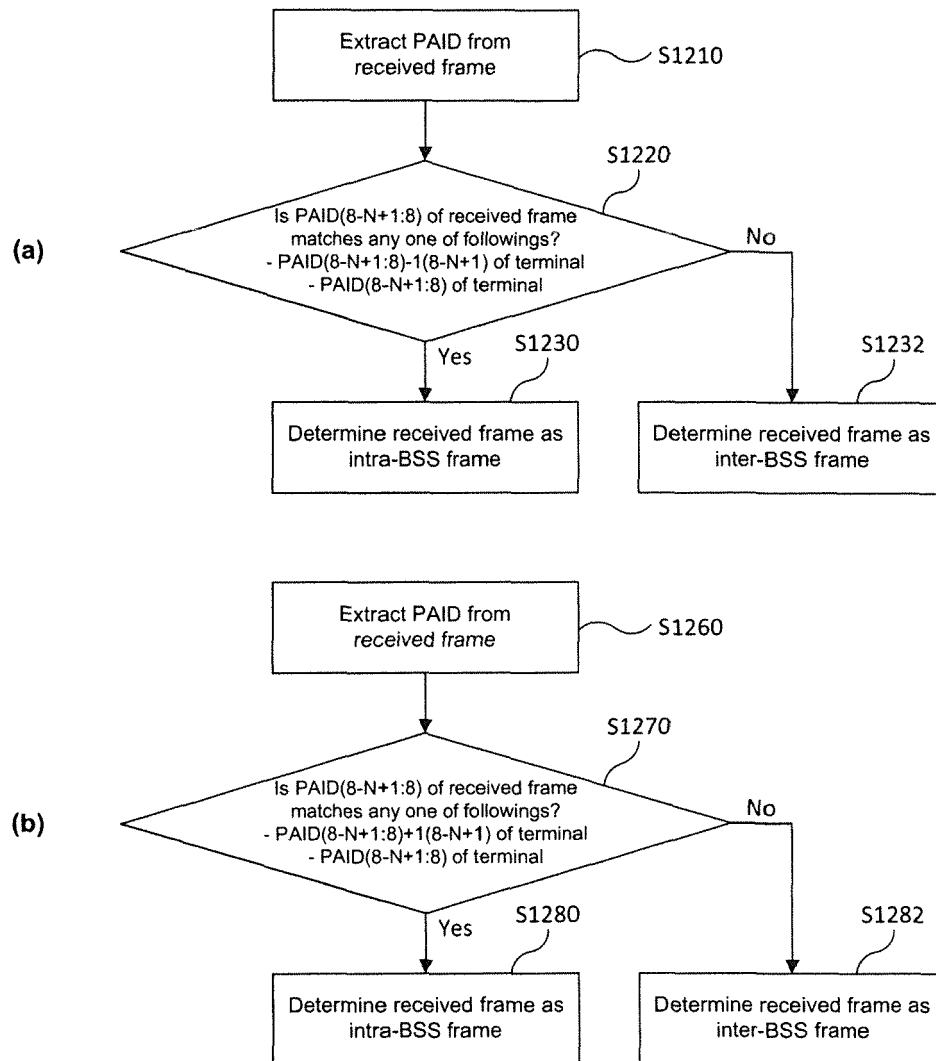 Extract PAID from
received frame
S1210
S1220
(a)
Is PAID(8-N+1:8) of received frame
matches any one of followings?
- PAID(8-N+1:8)-1(8-N+1) of terminal
- PAID(8-N+1:8) of terminal
No
Yes
S1230
S1232
Determine received frame as
intra-BSS frame
Determine received frame as
inter-BSS frame
Extract PAID from
received frame
S1260
S1270
(b)
Is PAID(8-N+1:8) of received frame
matches any one of followings?
- PAID(8-N+1:8)+1(8-N+1) of terminal
- PAID(8-N+1:8) of terminal
No
Yes
S1280
S1282
Determine received frame as
intra-BSS frame
Determine received frame as
inter-BSS frame